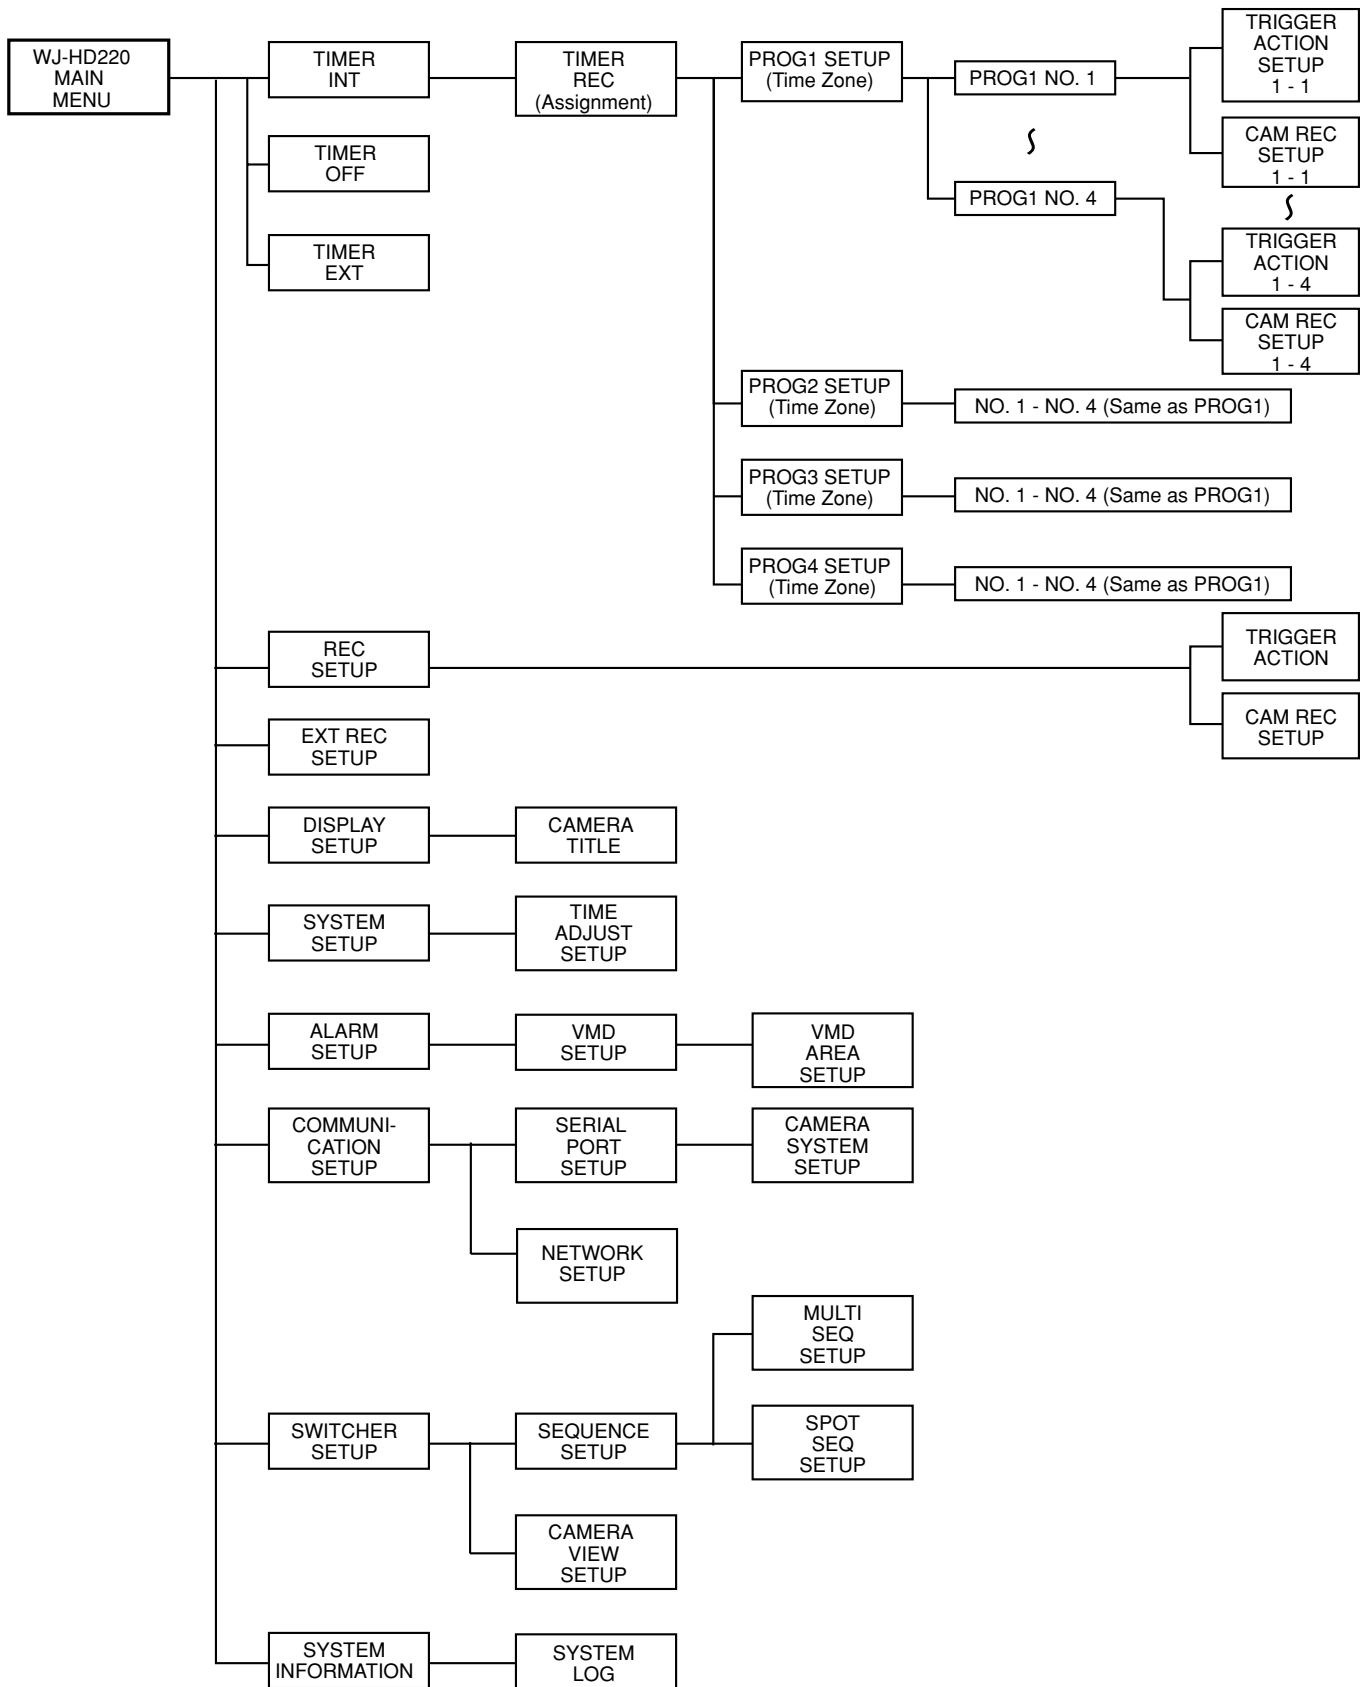 WJ-HD220
MAIN
MENU
TIMER
INT
TIMER
REC
(Assignment)
PROG1 SETUP
(Time Zone)
PROG1 NO. 1
TRIGGER
ACTION
SETUP
1 - 1
CAM REC
SETUP
1 - 1
TIMER
OFF
PROG1 NO. 4
TRIGGER
ACTION
1 - 4
CAM REC
SETUP
1 - 4
TIMER
EXT
PROG2 SETUP
(Time Zone)
NO. 1 - NO. 4 (Same as PROG1)
PROG3 SETUP
(Time Zone)
NO. 1 - NO. 4 (Same as PROG1)
PROG4 SETUP
(Time Zone)
NO. 1 - NO. 4 (Same as PROG1)
REC
SETUP
TRIGGER
ACTION
CAM REC
SETUP
EXT REC
SETUP
DISPLAY
SETUP
CAMERA
TITLE
SYSTEM
SETUP
TIME
ADJUST
SETUP
ALARM
SETUP
VMD
SETUP
VMD
AREA
SETUP
COMMUNI-
CATION
SETUP
SERIAL
PORT
SETUP
CAMERA
SYSTEM
SETUP
NETWORK
SETUP
SWITCHER
SETUP
SEQUENCE
SETUP
MULTI
SEQ
SETUP
SPOT
SEQ
SETUP
CAMERA
VIEW
SETUP
SYSTEM
INFORMATION
SYSTEM
LOG